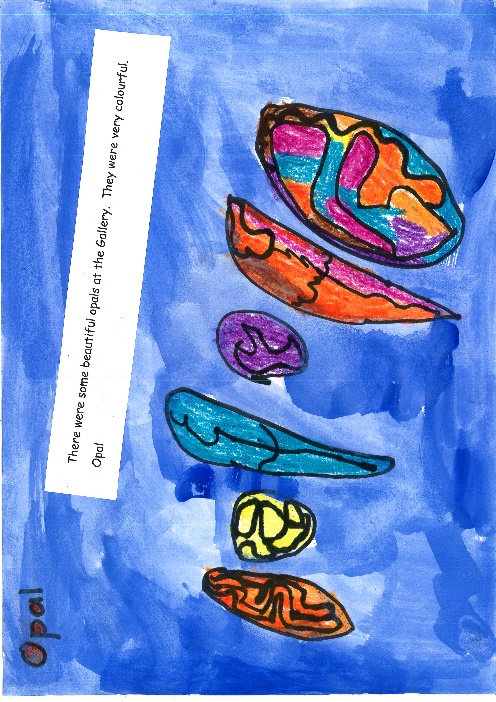 There were some beautiful opals at the Gallery. They were very colourful.
Opal
Opal